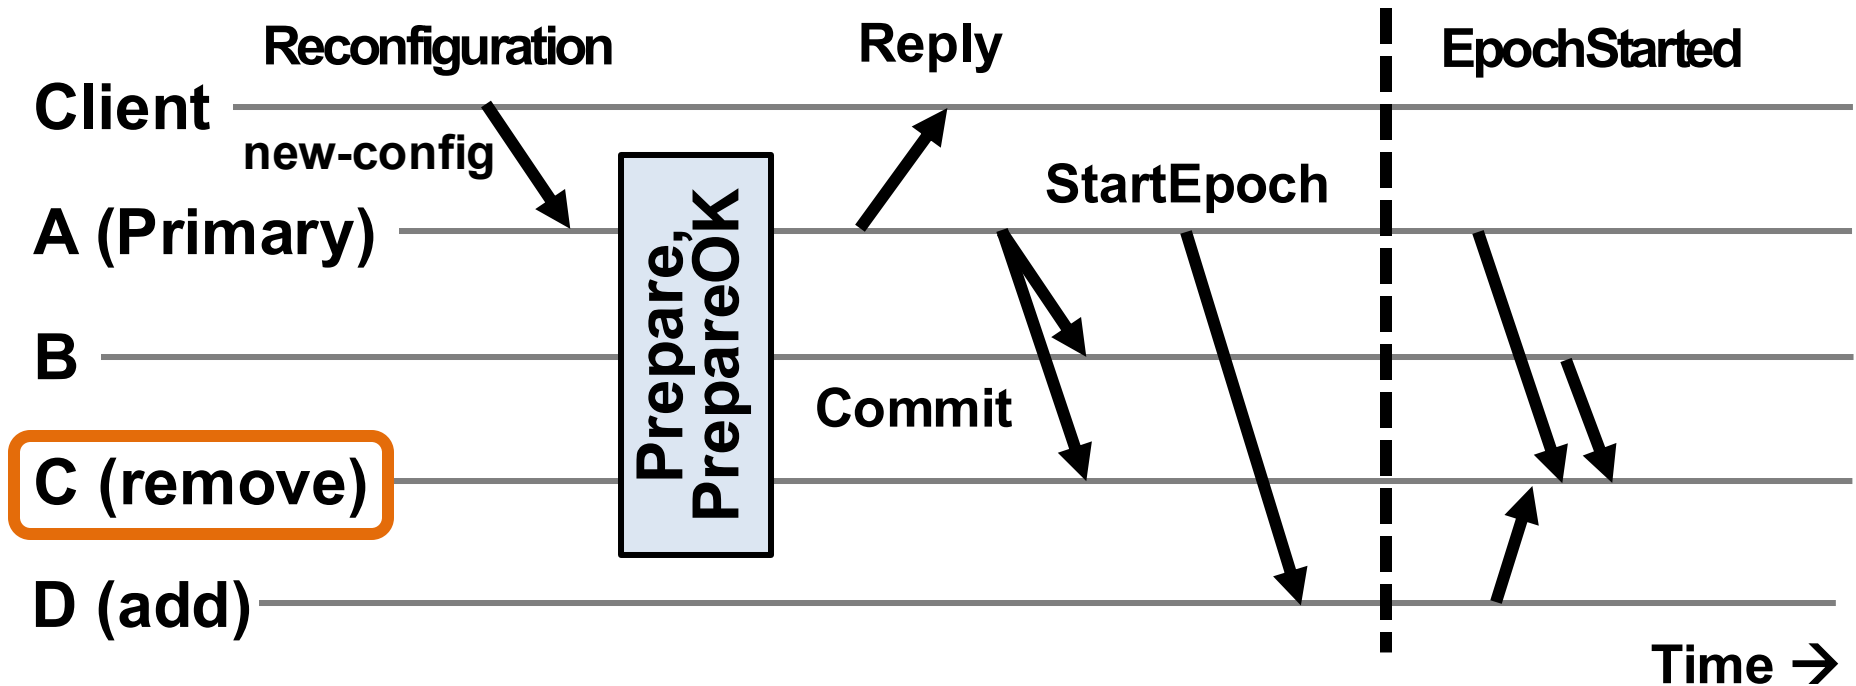 Reconfiguration
Reply
EpochStarted
Client
new-config
StartEpoch
A (Primary)
Prepare,
PrepareOK
B
Commit
C (remove)
D (add)
Time →